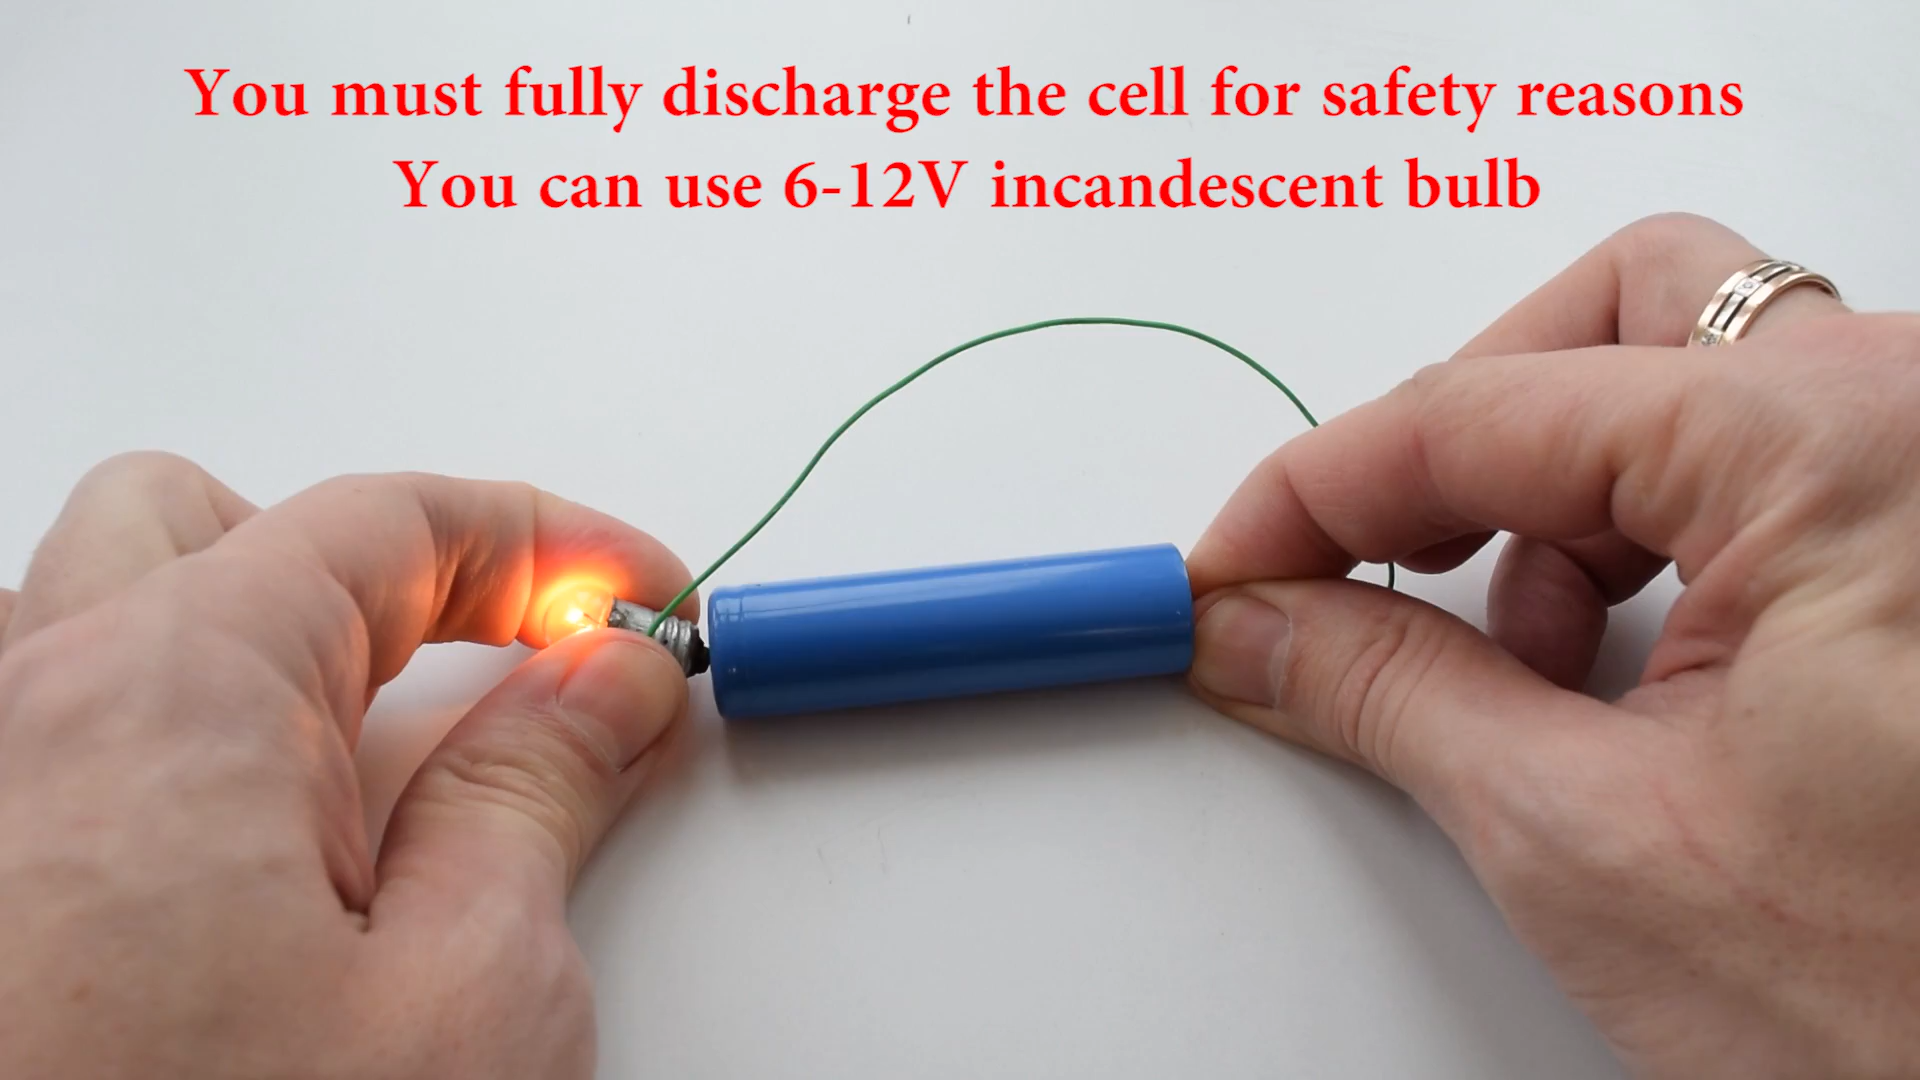 You must fully discharge the cell for safety reasons
You can use 6-12V incandescent bulb